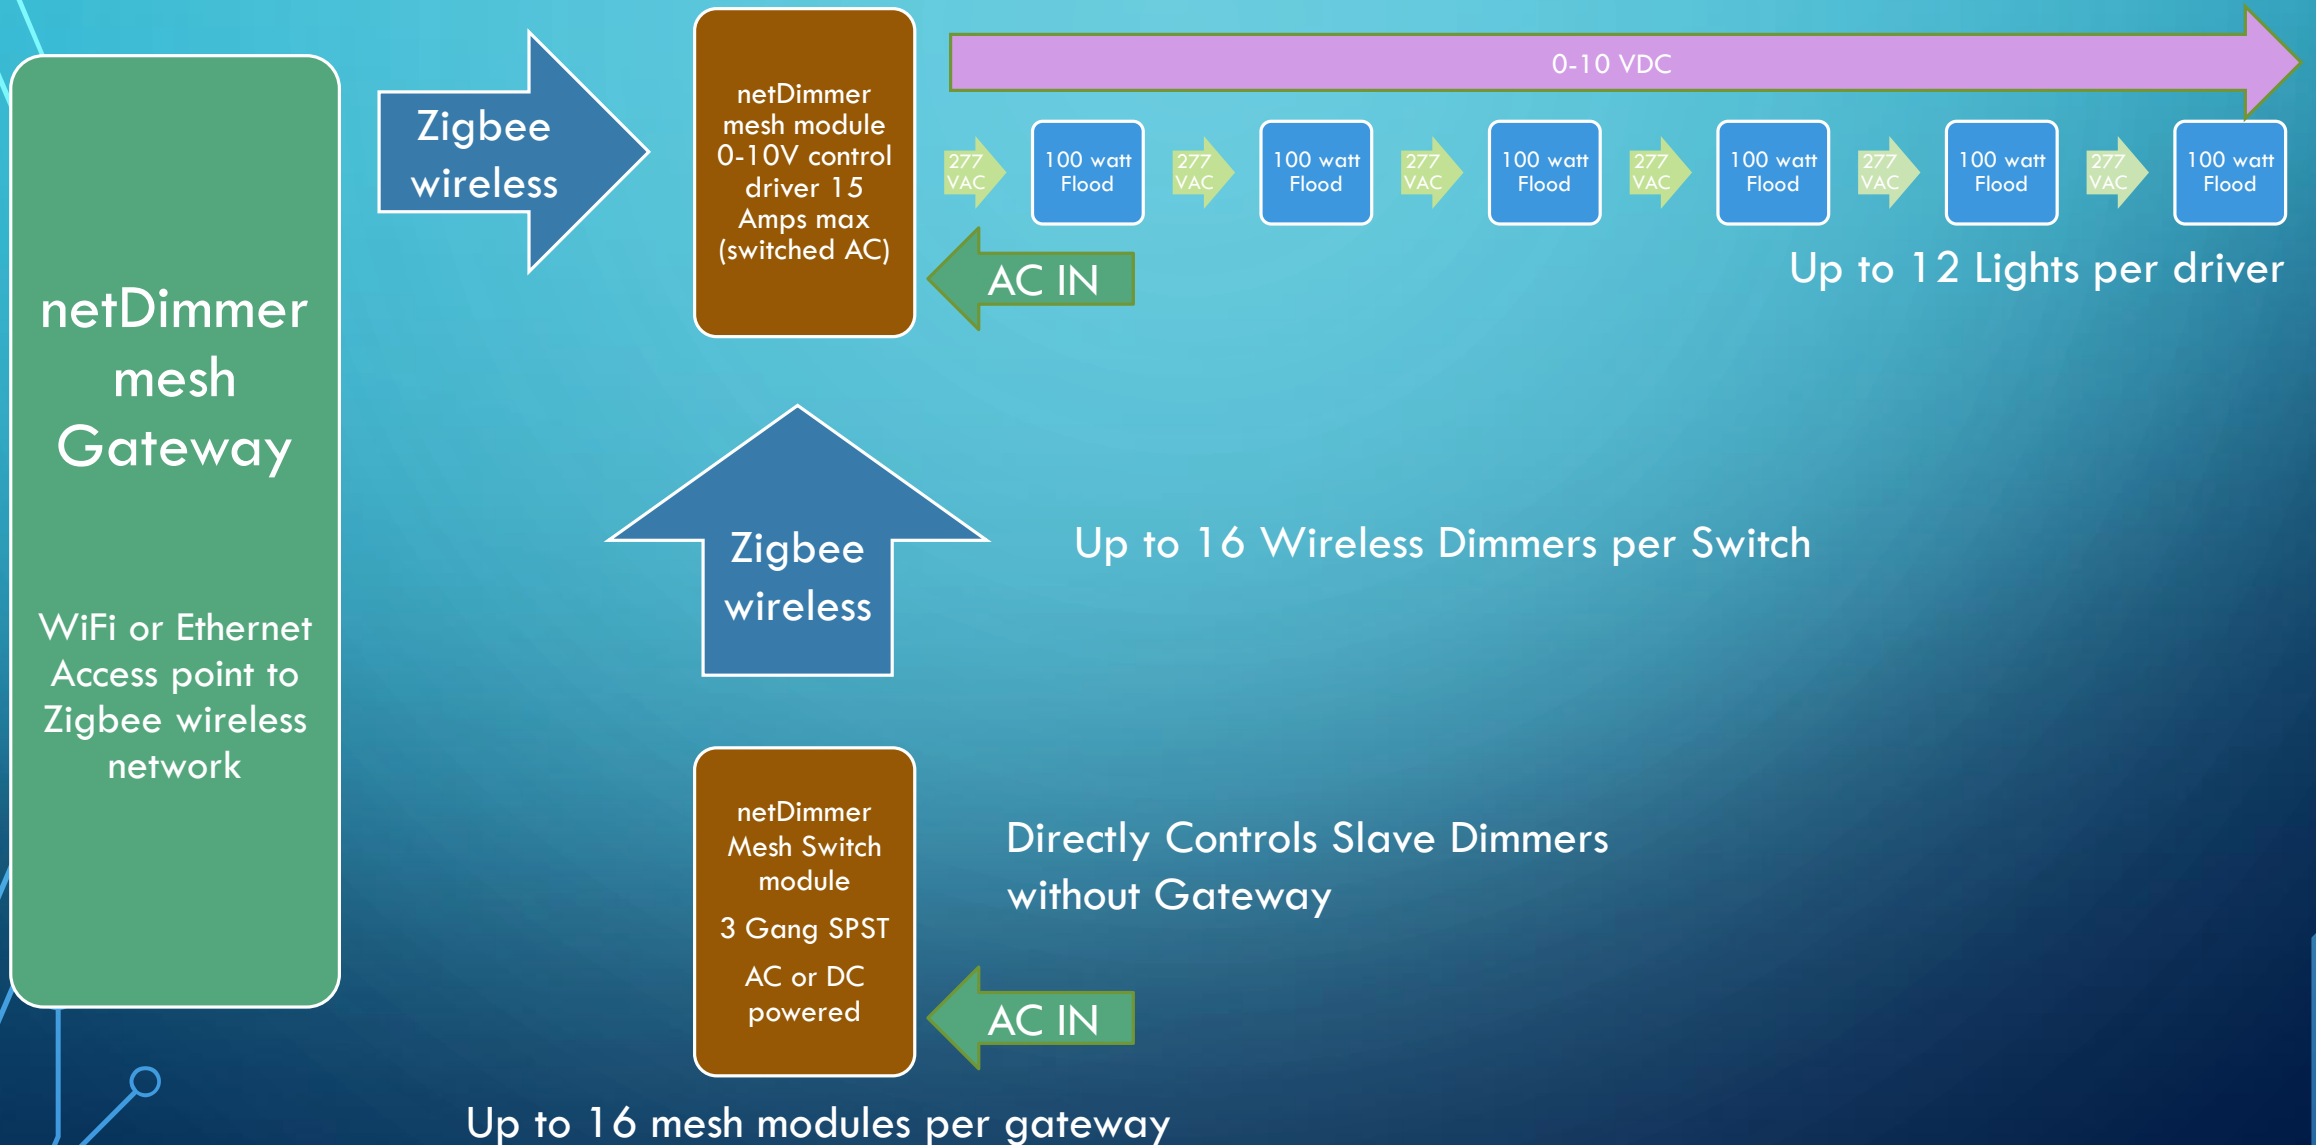 netDimmer
mesh
Gateway
WiFi or Ethernet
Access point to
Zigbee wireless
network
Zigbee
wireless
netDimmer
mesh module
0-10V control
driver 15
Amps max
(switched AC)
0-10 VDC
277
VAC
100 watt
Flood
277
VAC
100 watt
Flood
277
VAC
100 watt
Flood
277
VAC
100 watt
Flood
277
VAC
100 watt
Flood
277
VAC
100 watt
Flood
AC IN
Up to 12 Lights per driver
Zigbee
wireless
Up to 16 Wireless Dimmers per Switch
netDimmer
Mesh Switch
module
3 Gang SPST
AC or DC
powered
Directly Controls Slave Dimmers
without Gateway
AC IN
Up to 16 mesh modules per gateway